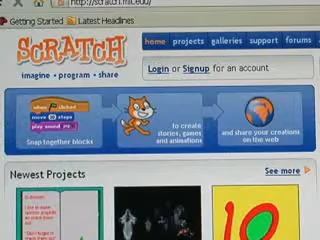 http://scratch.mit.edu/
Getting Started
Latest Headlines
SCRATCH
home projects galleries support forums
imagine • program • share
Login or Signup for an account
when clicked
move 10 steps
play sound
Snap together blocks
to create
stories, games
and animations
and share your creations
on the web
Newest Projects
See more